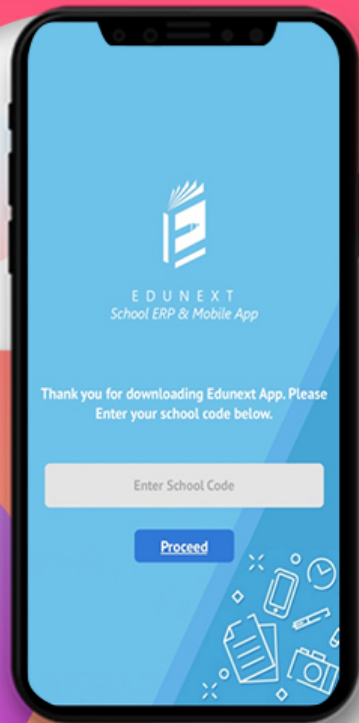 EDUNEXT
School ERP & Mobile App
Thank you for downloading Edunext App. Please
Enter your school code below.
Enter School Code
Proceed